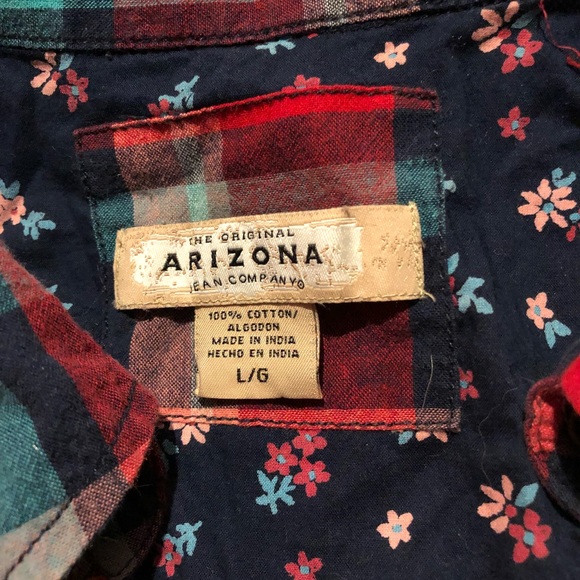 THE ORIGINAL
ARIZONA
JEAN COMPANY®
100% COTTON/
ALGODON
MADE IN INDIA
HECHO EN INDIA
L/G